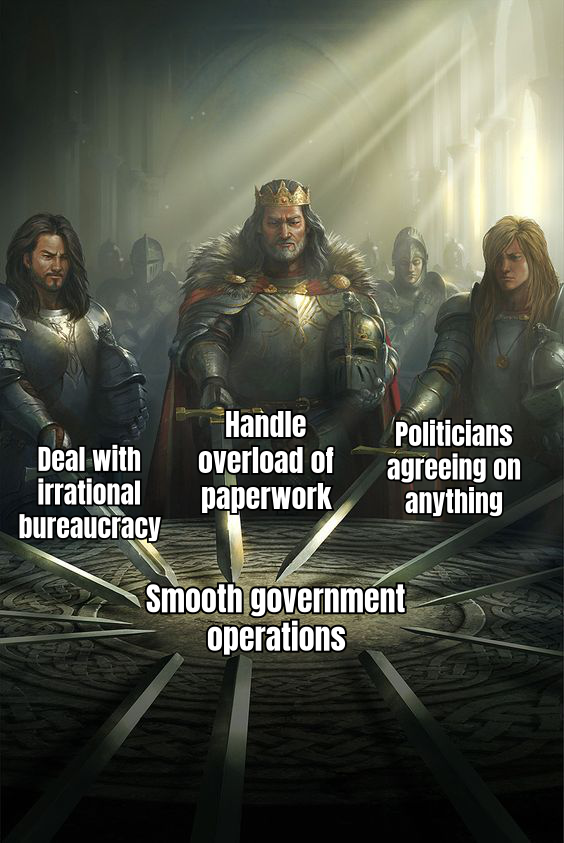 Deal with
irrational
bureaucracy
Handle
overload of
paperwork
Politicians
agreeing on
anything
Smooth government
operations